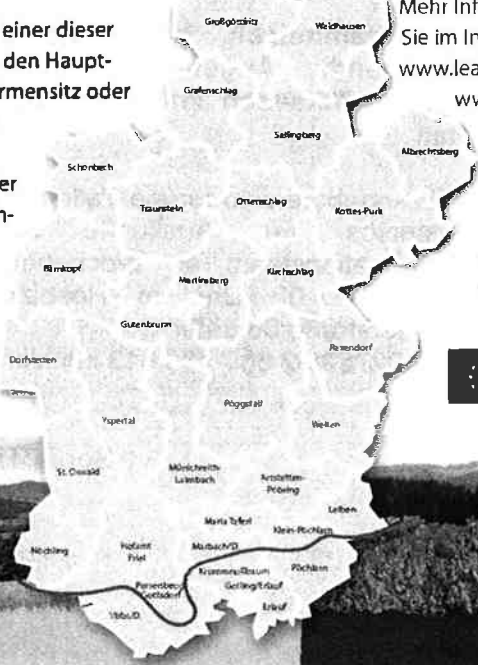 einer dieser
den Haupt-
rmensitz oder
er
n-
Mehr Inf
Sie im In
www.lea
ww
Großgöttfritz
Waldhausen
Grafenschlag
Sallingberg
Albrechtsberg
Schönbach
Traunstein
Ottenschlag
Kottes-Purk
Bärnkopf
Martinsberg
Kirchschlag
Gutenbrunn
Dorfstetten
Raxendorf
Pöggstall
Yspertal
Weiten
St. Oswald
Münichreith-
Laimbach
Artstetten-
Pöbring
Leiben
Maria Taferl
Klein-Pöchlarn
Nöchling
Hofamt
Priel
Marbach/D
Krummnußbaum
Pöchlarn
Persenbeug-
Gottsdorf
Golling/Erlauf
Ybbs/D
Erlauf